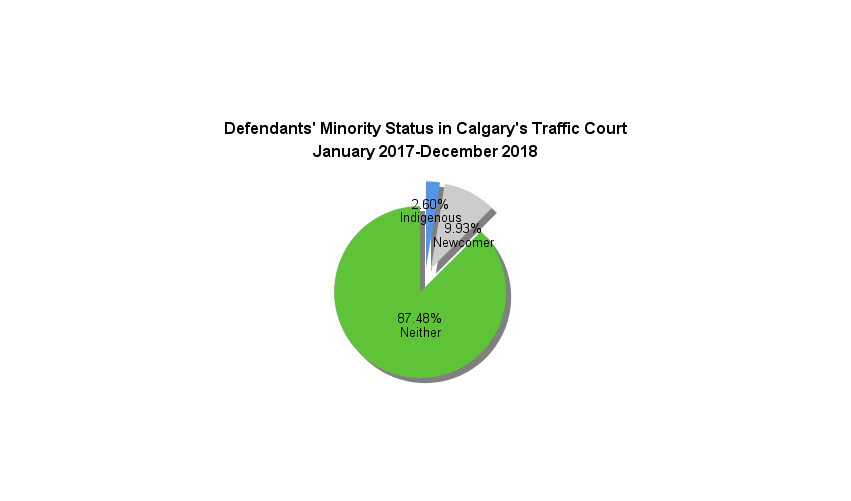 Defendants' Minority Status in Calgary's Traffic Court
January 2017-December 2018
2.60%
Indigenous
9.93%
Newcomer
87.48%
Neither